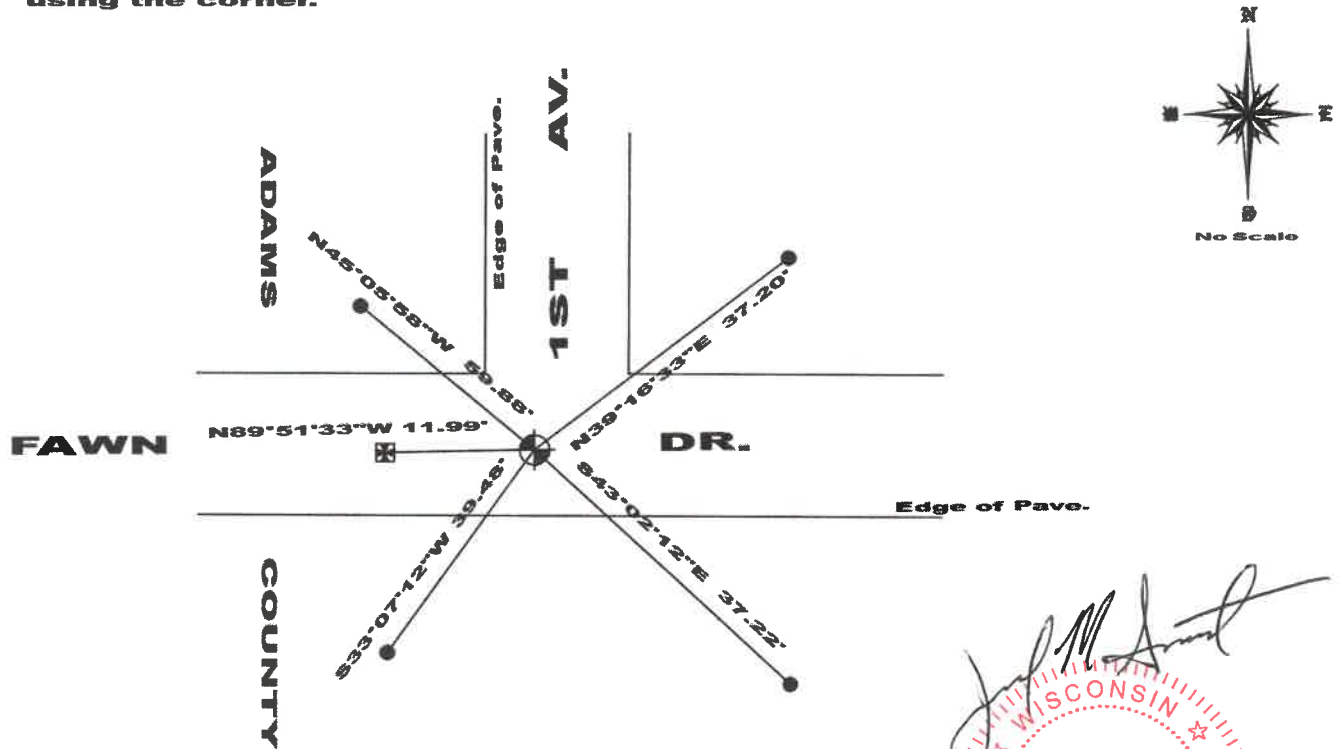 using the corner.
N
W
E
S
No Scale
ADAMS
Edge of Pave.
1ST AV.
N45°05'58"W 59.88'
N39°16'33"E 37.20'
FAWN
N89°51'33"W 11.99'
DR.
S33°07'12"W 39.48'
S43°02'12"E 37.22'
Edge of Pave.
COUNTY
WISCONSIN